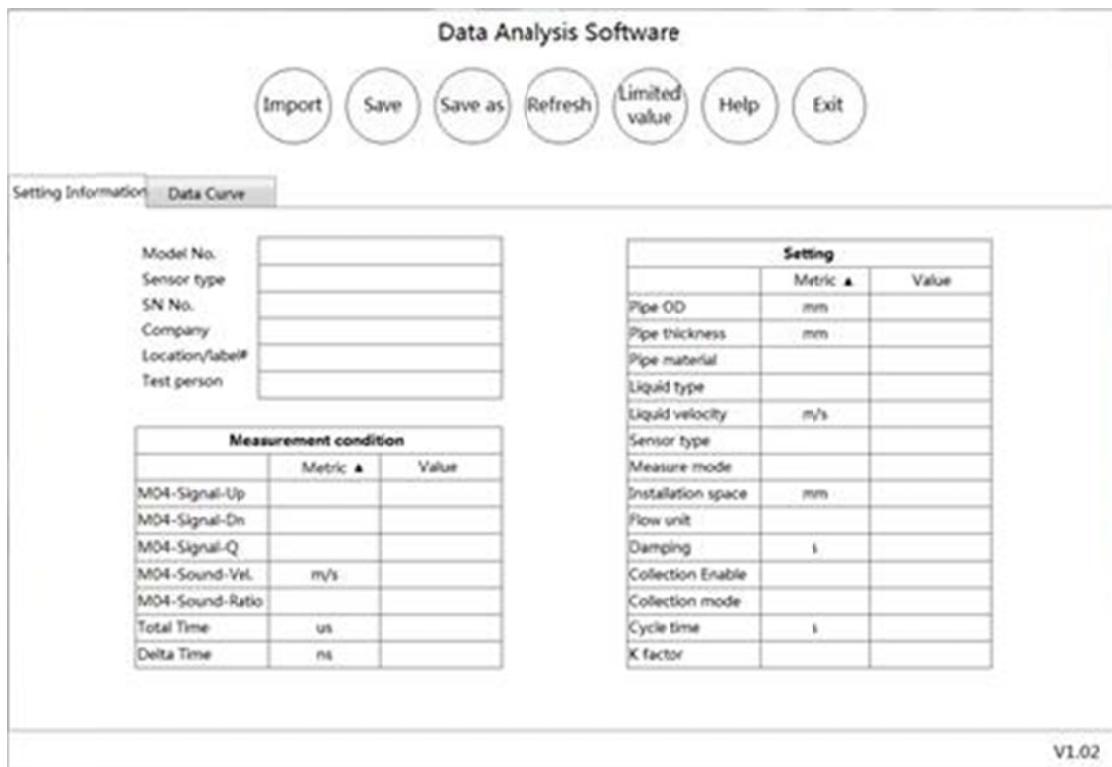 Data Analysis Software
Import Save Save as Refresh Limited value Help Exit
Setting Information Data Curve
Model No.
Sensor type
SN No.
Company
Location/label#
Test person
Measurement condition
Metric ▲ Value
M04-Signal-Up
M04-Signal-Dn
M04-Signal-Q
M04-Sound-Vel. m/s
M04-Sound-Ratio
Total Time us
Delta Time ns
Setting
Metric ▲ Value
Pipe OD mm
Pipe thickness mm
Pipe material
Liquid type
Liquid velocity m/s
Sensor type
Measure mode
Installation space mm
Flow unit
Damping s
Collection Enable
Collection mode
Cycle time s
K factor
V1.02